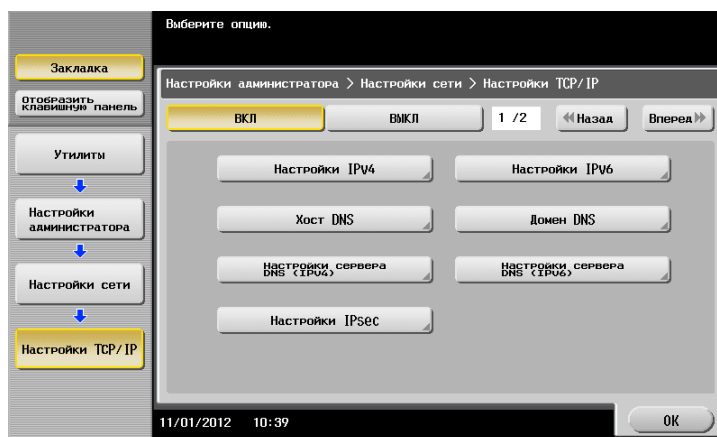 Выберите опцию.
Закладка
Отобразить
клавишную панель
Утилиты
Настройки
администратора
Настройки сети
Настройки TCP/IP
Настройки администратора > Настройки сети > Настройки TCP/IP
ВКЛ ВЫКЛ 1 /2 Назад Вперед
Настройки IPv4 Настройки IPv6
Хост DNS Домен DNS
Настройки сервера
DNS (IPv4)
Настройки сервера
DNS (IPv6)
Настройки IPsec
11/01/2012 10:39
OK